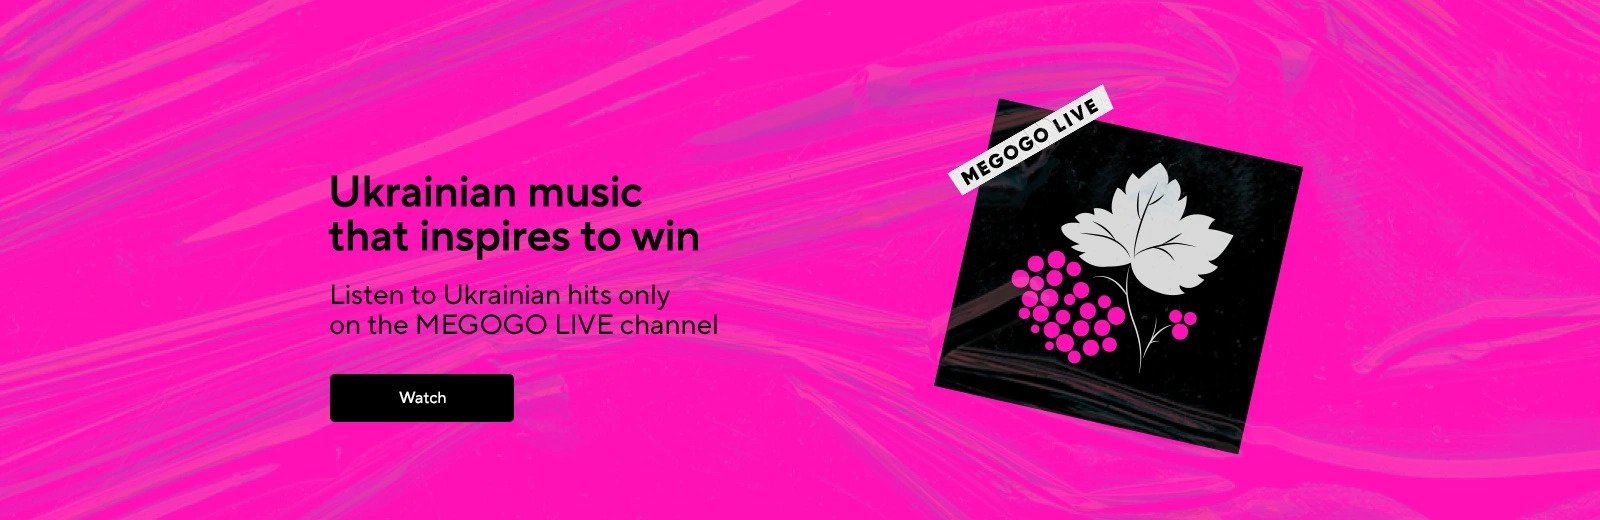 Ukrainian music
that inspires to win
Listen to Ukrainian hits only
on the MEGOGO LIVE channel
Watch
MEGOGO LIVE